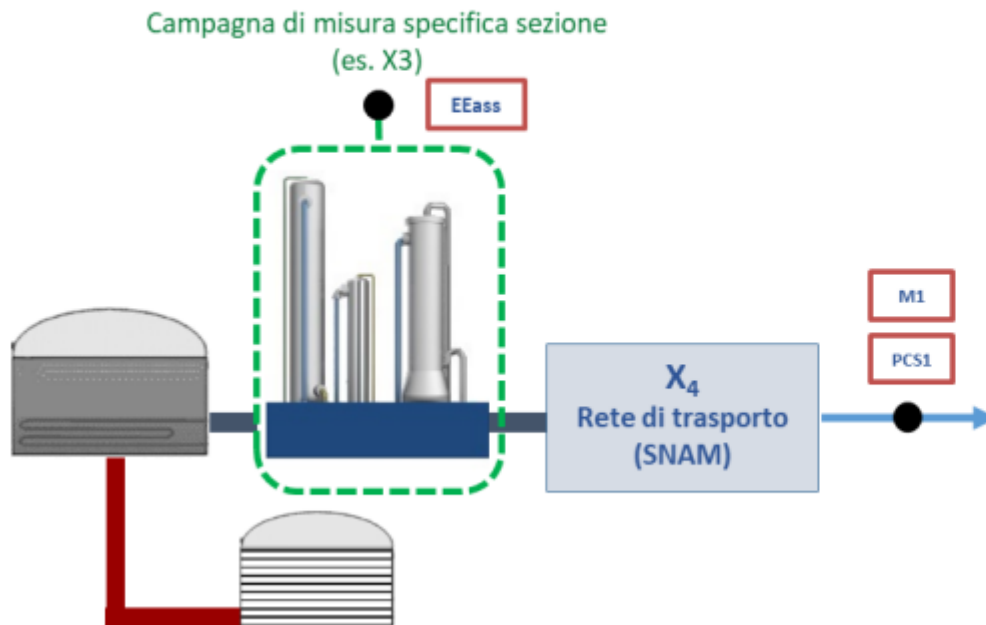 Campagna di misura specifica sezione
(es. X3)
EEass
M1
PCS1
X₄
Rete di trasporto
(SNAM)